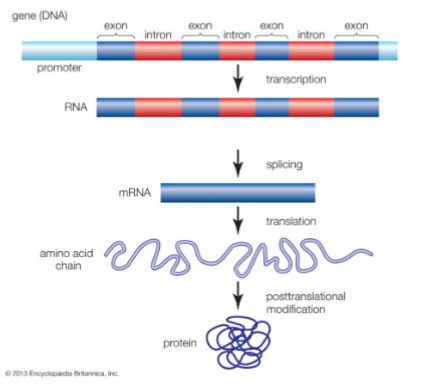 gene (DNA)
exon
intron
exon
intron
exon
intron
exon
promoter
transcription
RNA
splicing
mRNA
translation
amino acid
chain
posttranslational
modification
protein
© 2013 Encyclopædia Britannica, Inc.